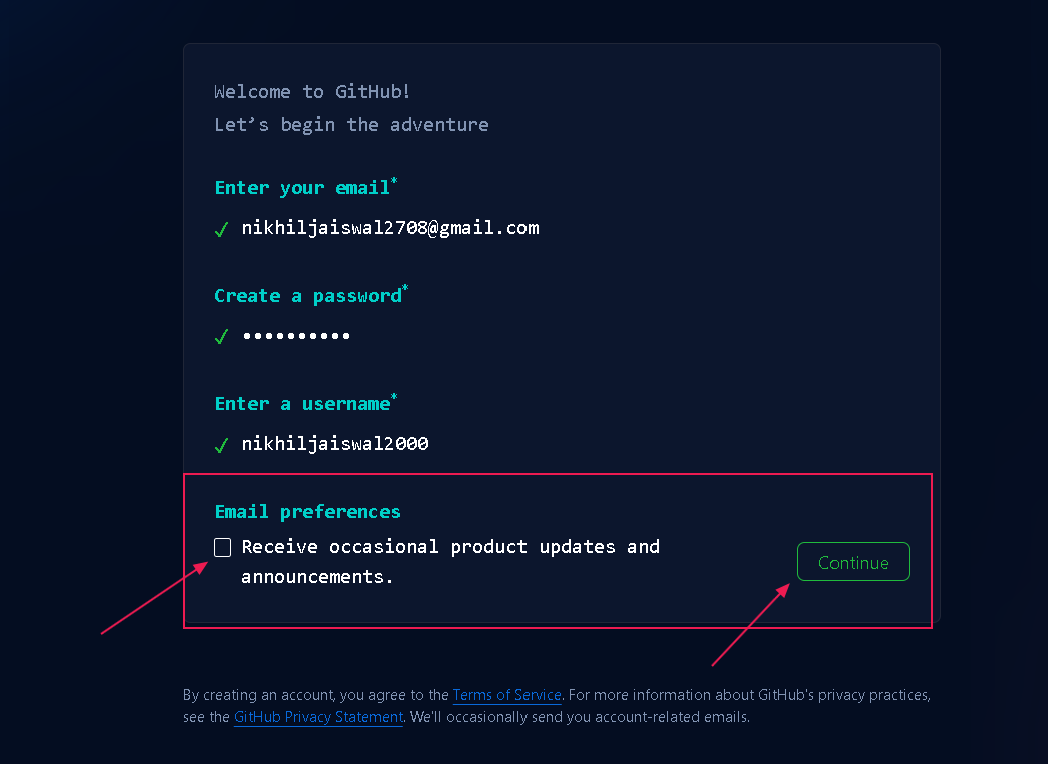 Welcome to GitHub!
Let’s begin the adventure
Enter your email*
✓ nikhiljaiswal2708@gmail.com
Create a password*
✓ ••••••••••
Enter a username*
✓ nikhiljaiswal2000
Email preferences
Receive occasional product updates and
announcements.
Continue
By creating an account, you agree to the Terms of Service. For more information about GitHub's privacy practices,
see the GitHub Privacy Statement. We'll occasionally send you account-related emails.